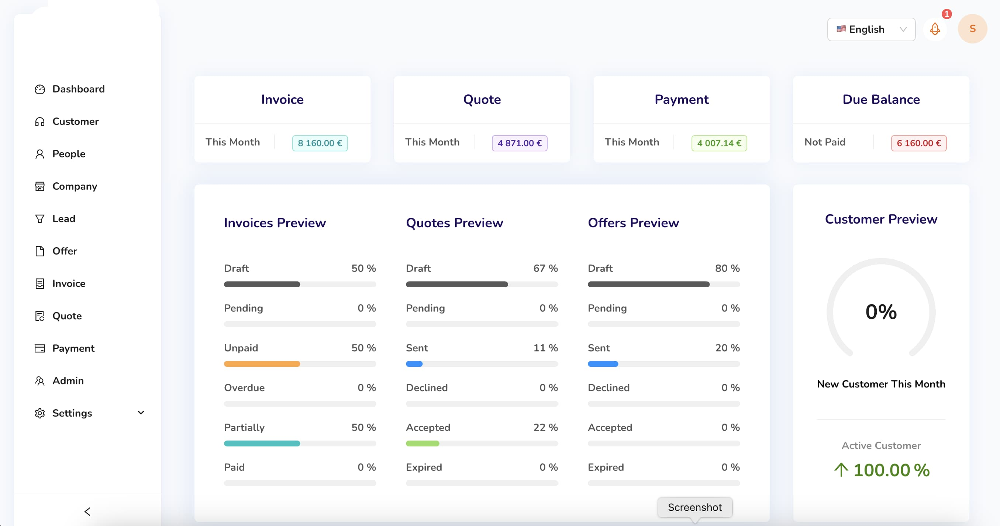 1
English
S
Dashboard
Customer
People
Company
Lead
Offer
Invoice
Quote
Payment
Admin
Settings
Invoice
This Month
8 160.00 €
Quote
This Month
4 871.00 €
Payment
This Month
4 007.14 €
Due Balance
Not Paid
6 160.00 €
Invoices Preview
Draft 50 %
Pending 0 %
Unpaid 50 %
Overdue 0 %
Partially 50 %
Paid 0 %
Quotes Preview
Draft 67 %
Pending 0 %
Sent 11 %
Declined 0 %
Accepted 22 %
Expired 0 %
Offers Preview
Draft 80 %
Pending 0 %
Sent 20 %
Declined 0 %
Accepted 0 %
Expired 0 %
Customer Preview
0%
New Customer This Month
Active Customer
100.00 %
Screenshot